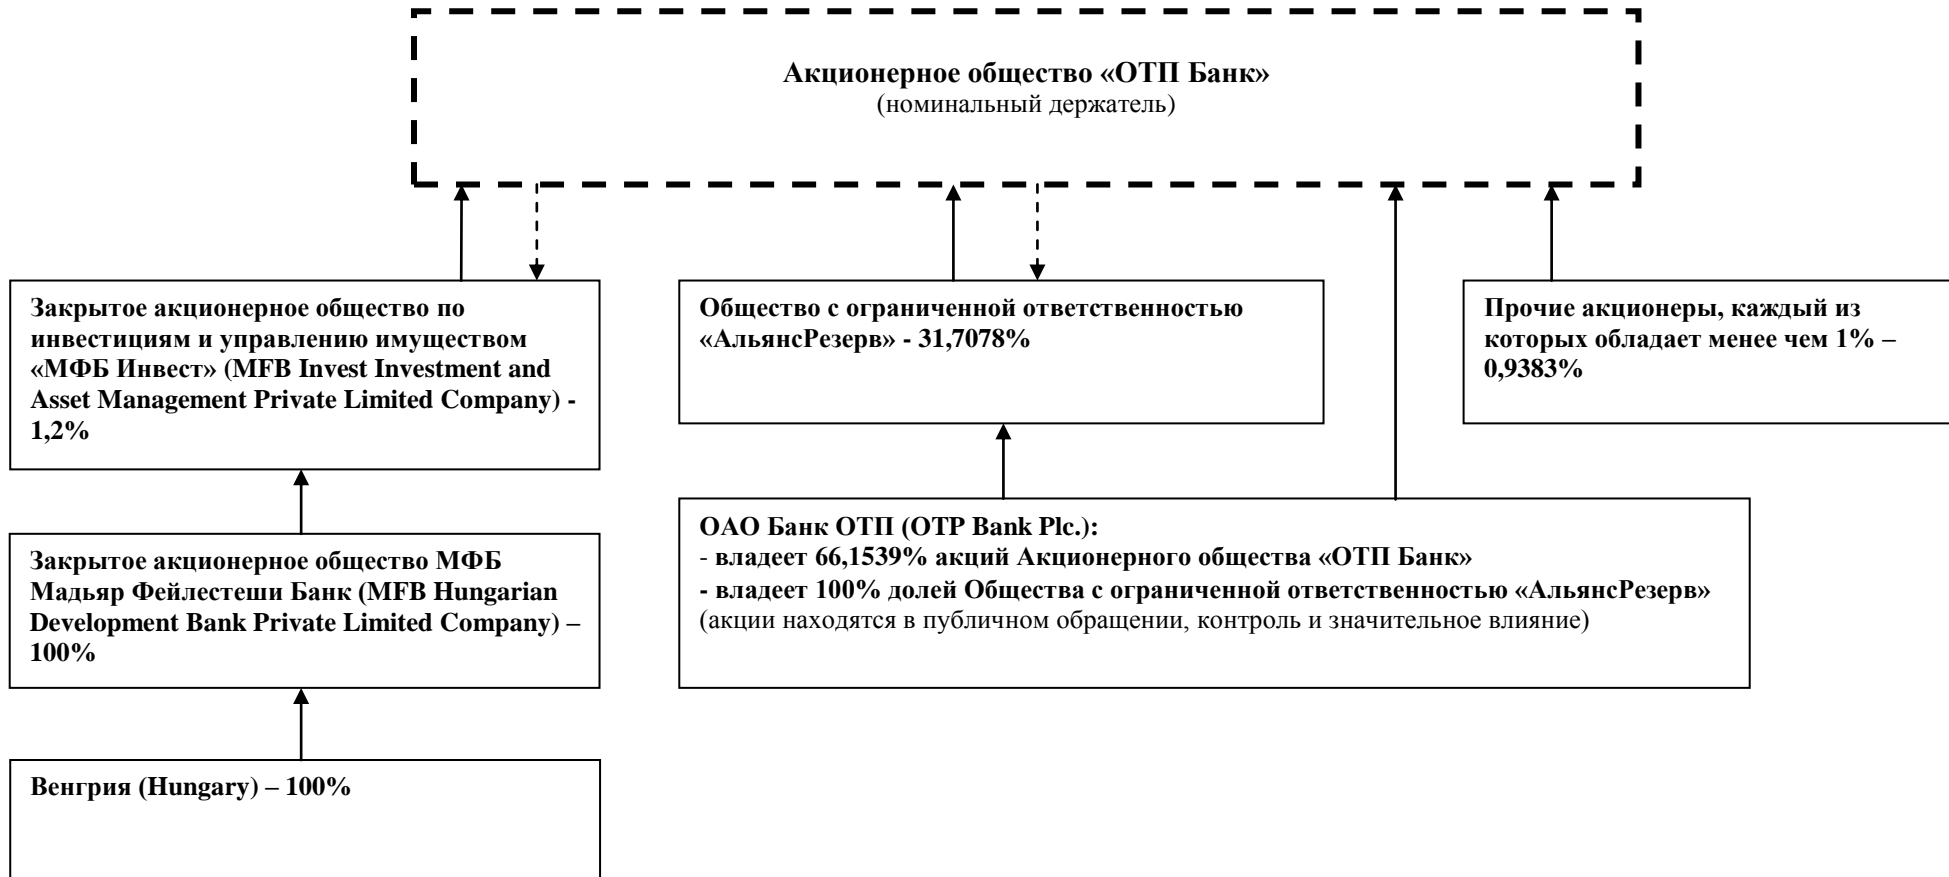 Акционерное общество «ОТП Банк»
(номинальный держатель)
Закрытое акционерное общество по
инвестициям и управлению имуществом
«МФБ Инвест» (MFB Invest Investment and
Asset Management Private Limited Company) -
1,2%
Общество с ограниченной ответственностью
«АльянсРезерв» - 31,7078%
Прочие акционеры, каждый из
которых обладает менее чем 1% –
0,9383%
Закрытое акционерное общество МФБ
Мадьяр Фейлестеши Банк (MFB Hungarian
Development Bank Private Limited Company) –
100%
ОАО Банк ОТП (OTP Bank Plc.):
- владеет 66,1539% акций Акционерного общества «ОТП Банк»
- владеет 100% долей Общества с ограниченной ответственностью «АльянсРезерв»
(акции находятся в публичном обращении, контроль и значительное влияние)
Венгрия (Hungary) – 100%